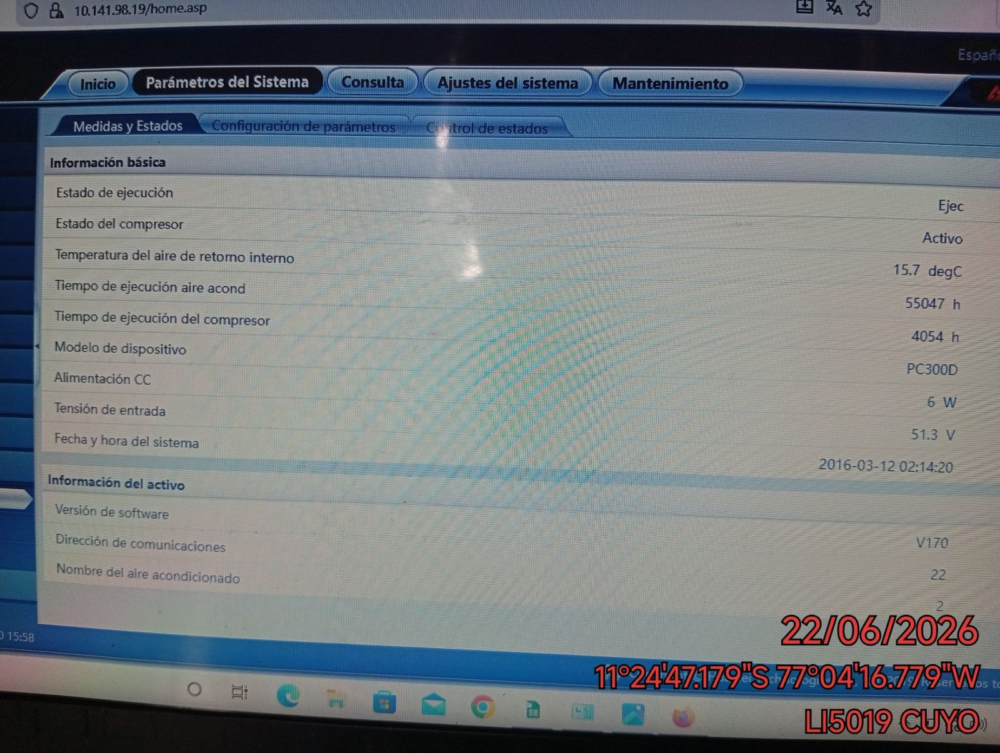 10.141.98.19/home.asp
Españ
Inicio
Parámetros del Sistema
Consulta
Ajustes del sistema
Mantenimiento
Medidas y Estados
Configuración de parámetros
Control de estados
Información básica
Estado de ejecución
Ejec
Estado del compresor
Activo
Temperatura del aire de retorno interno
15.7 degC
Tiempo de ejecución aire acond
55047 h
Tiempo de ejecución del compresor
4054 h
Modelo de dispositivo
PC300D
Alimentación CC
6 W
Tensión de entrada
51.3 V
Fecha y hora del sistema
2016-03-12 02:14:20
Información del activo
Versión de software
V170
Dirección de comunicaciones
22
Nombre del aire acondicionado
2
15:58
22/06/2026
11°24'47.179"S 77°04'16.779"W
LI5019 CUYO